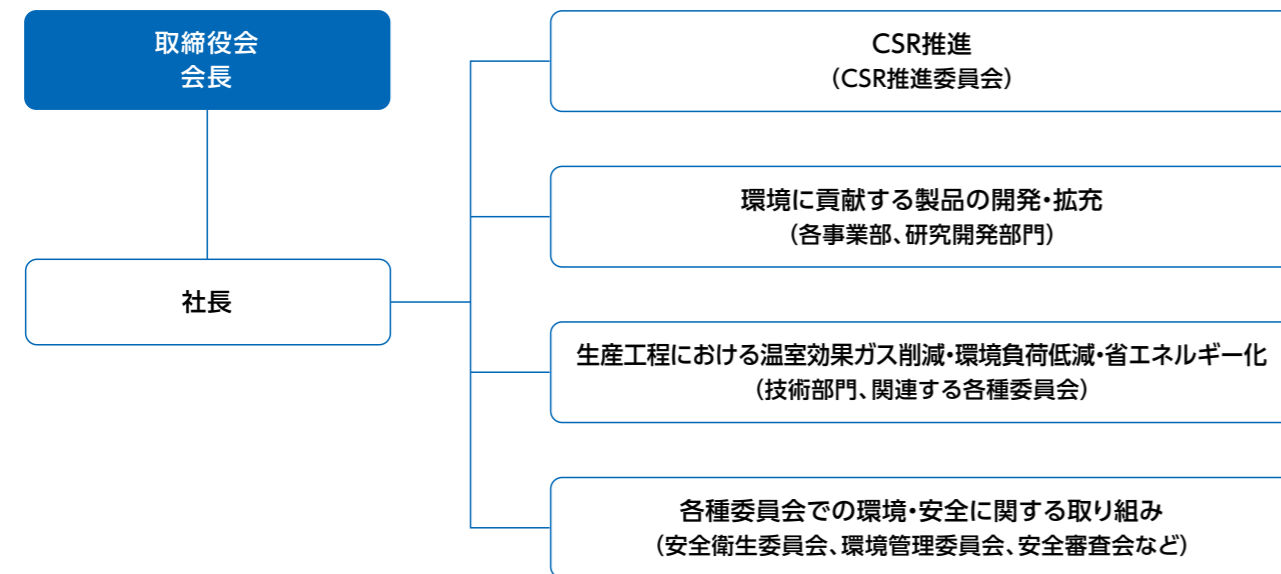 取締役会
会長
社長
CSR推進
（CSR推進委員会）
環境に貢献する製品の開発・拡充
（各事業部、研究開発部門）
生産工程における温室効果ガス削減・環境負荷低減・省エネルギー化
（技術部門、関連する各種委員会）
各種委員会での環境・安全に関する取り組み
（安全衛生委員会、環境管理委員会、安全審査会など）